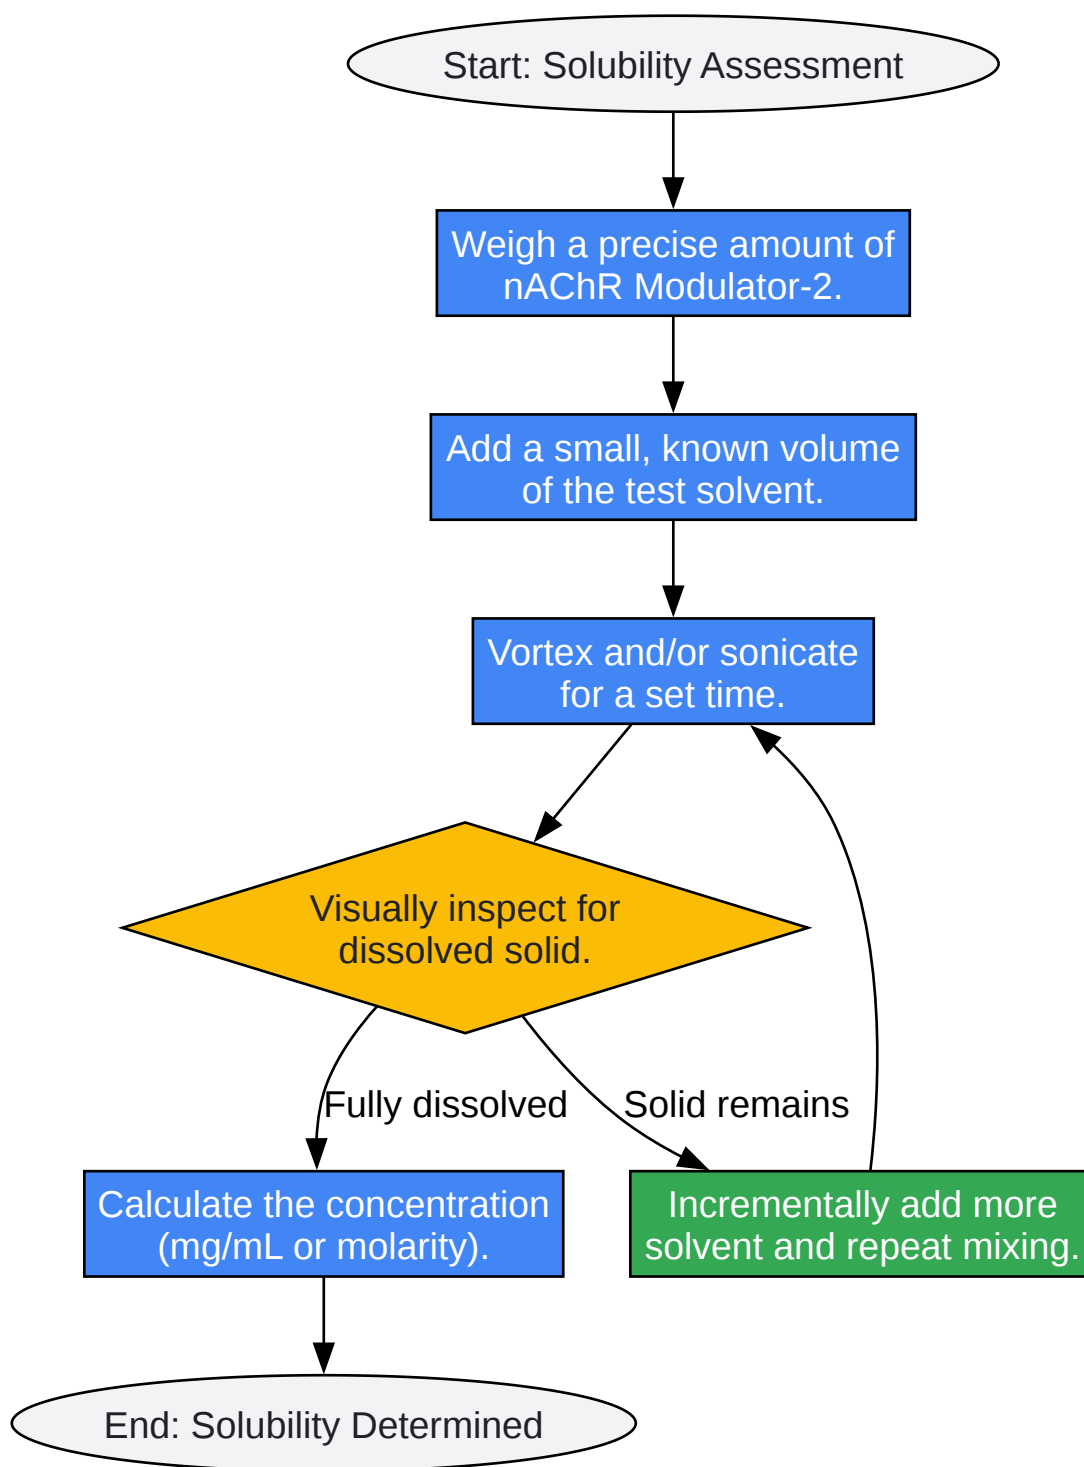 Start: Solubility Assessment
Weigh a precise amount of
nAChR Modulator-2.
Add a small, known volume
of the test solvent.
Vortex and/or sonicate
for a set time.
Visually inspect for
dissolved solid.
Fully dissolved
Solid remains
Calculate the concentration
(mg/mL or molarity).
Incrementally add more
solvent and repeat mixing.
End: Solubility Determined